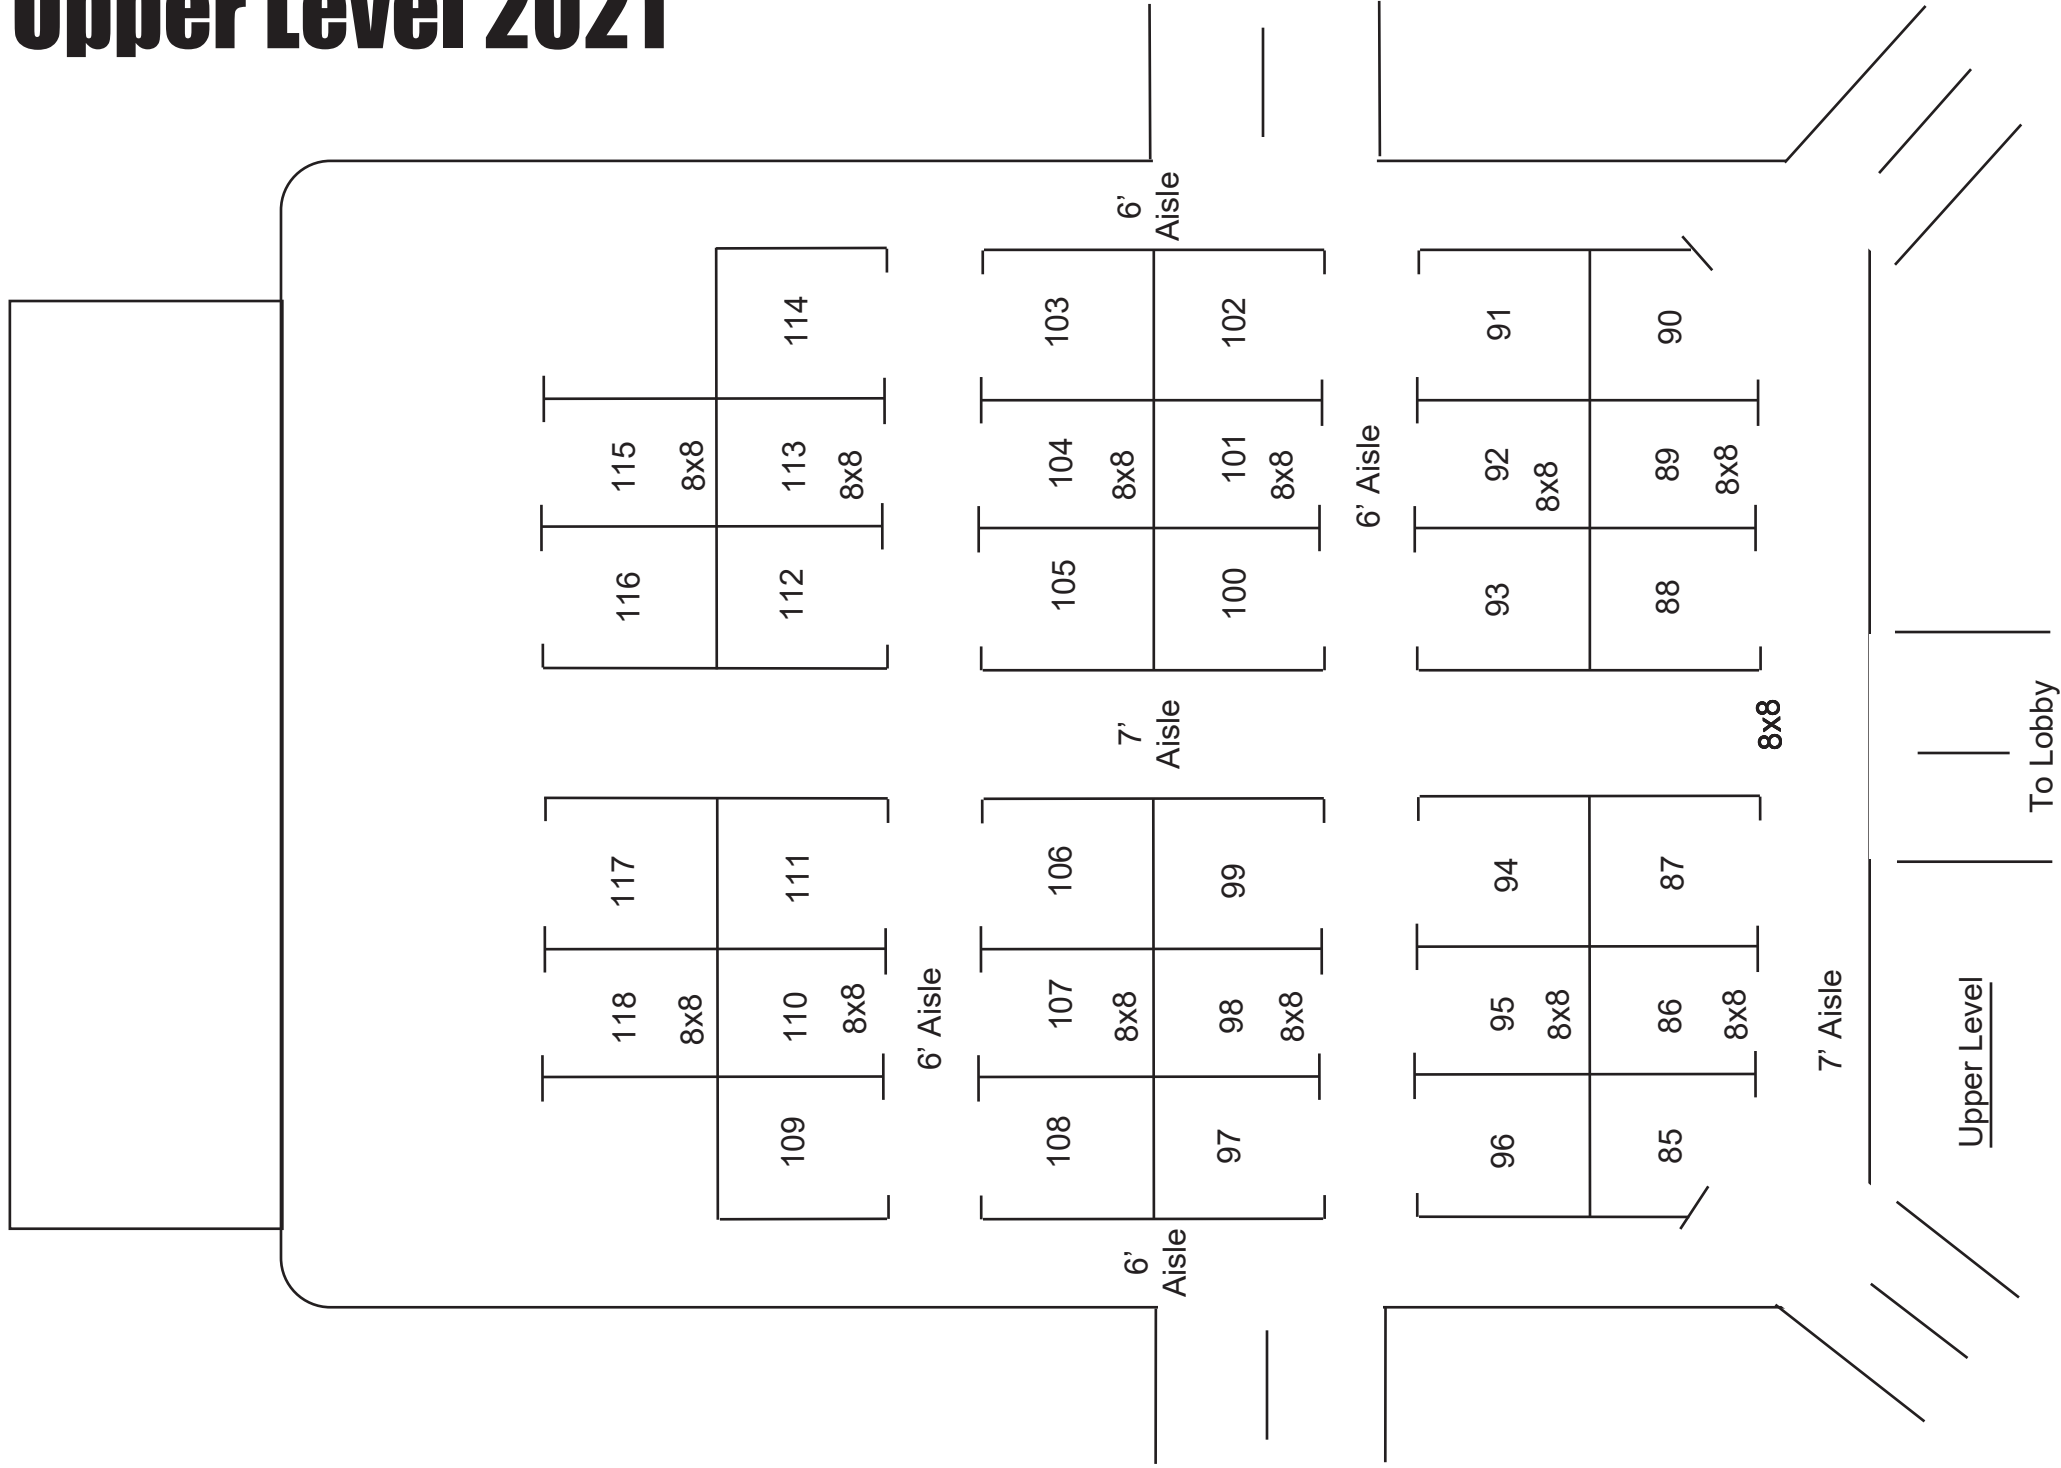 Upper Level 2021
118 117 116 115
8x8 8x8
109 110 111 112 113 114
8x8 8x8
6’ Aisle
108 107 106 105 104 103
8x8 8x8
6’ 7’ 6’
Aisle Aisle Aisle
97 98 99 100 101 102
8x8 8x8
6’ Aisle
96 95 94 93 92 91
8x8 8x8
85 86 87 88 89 90
8x8 8x8
8x8
7’ Aisle
Upper Level
To Lobby